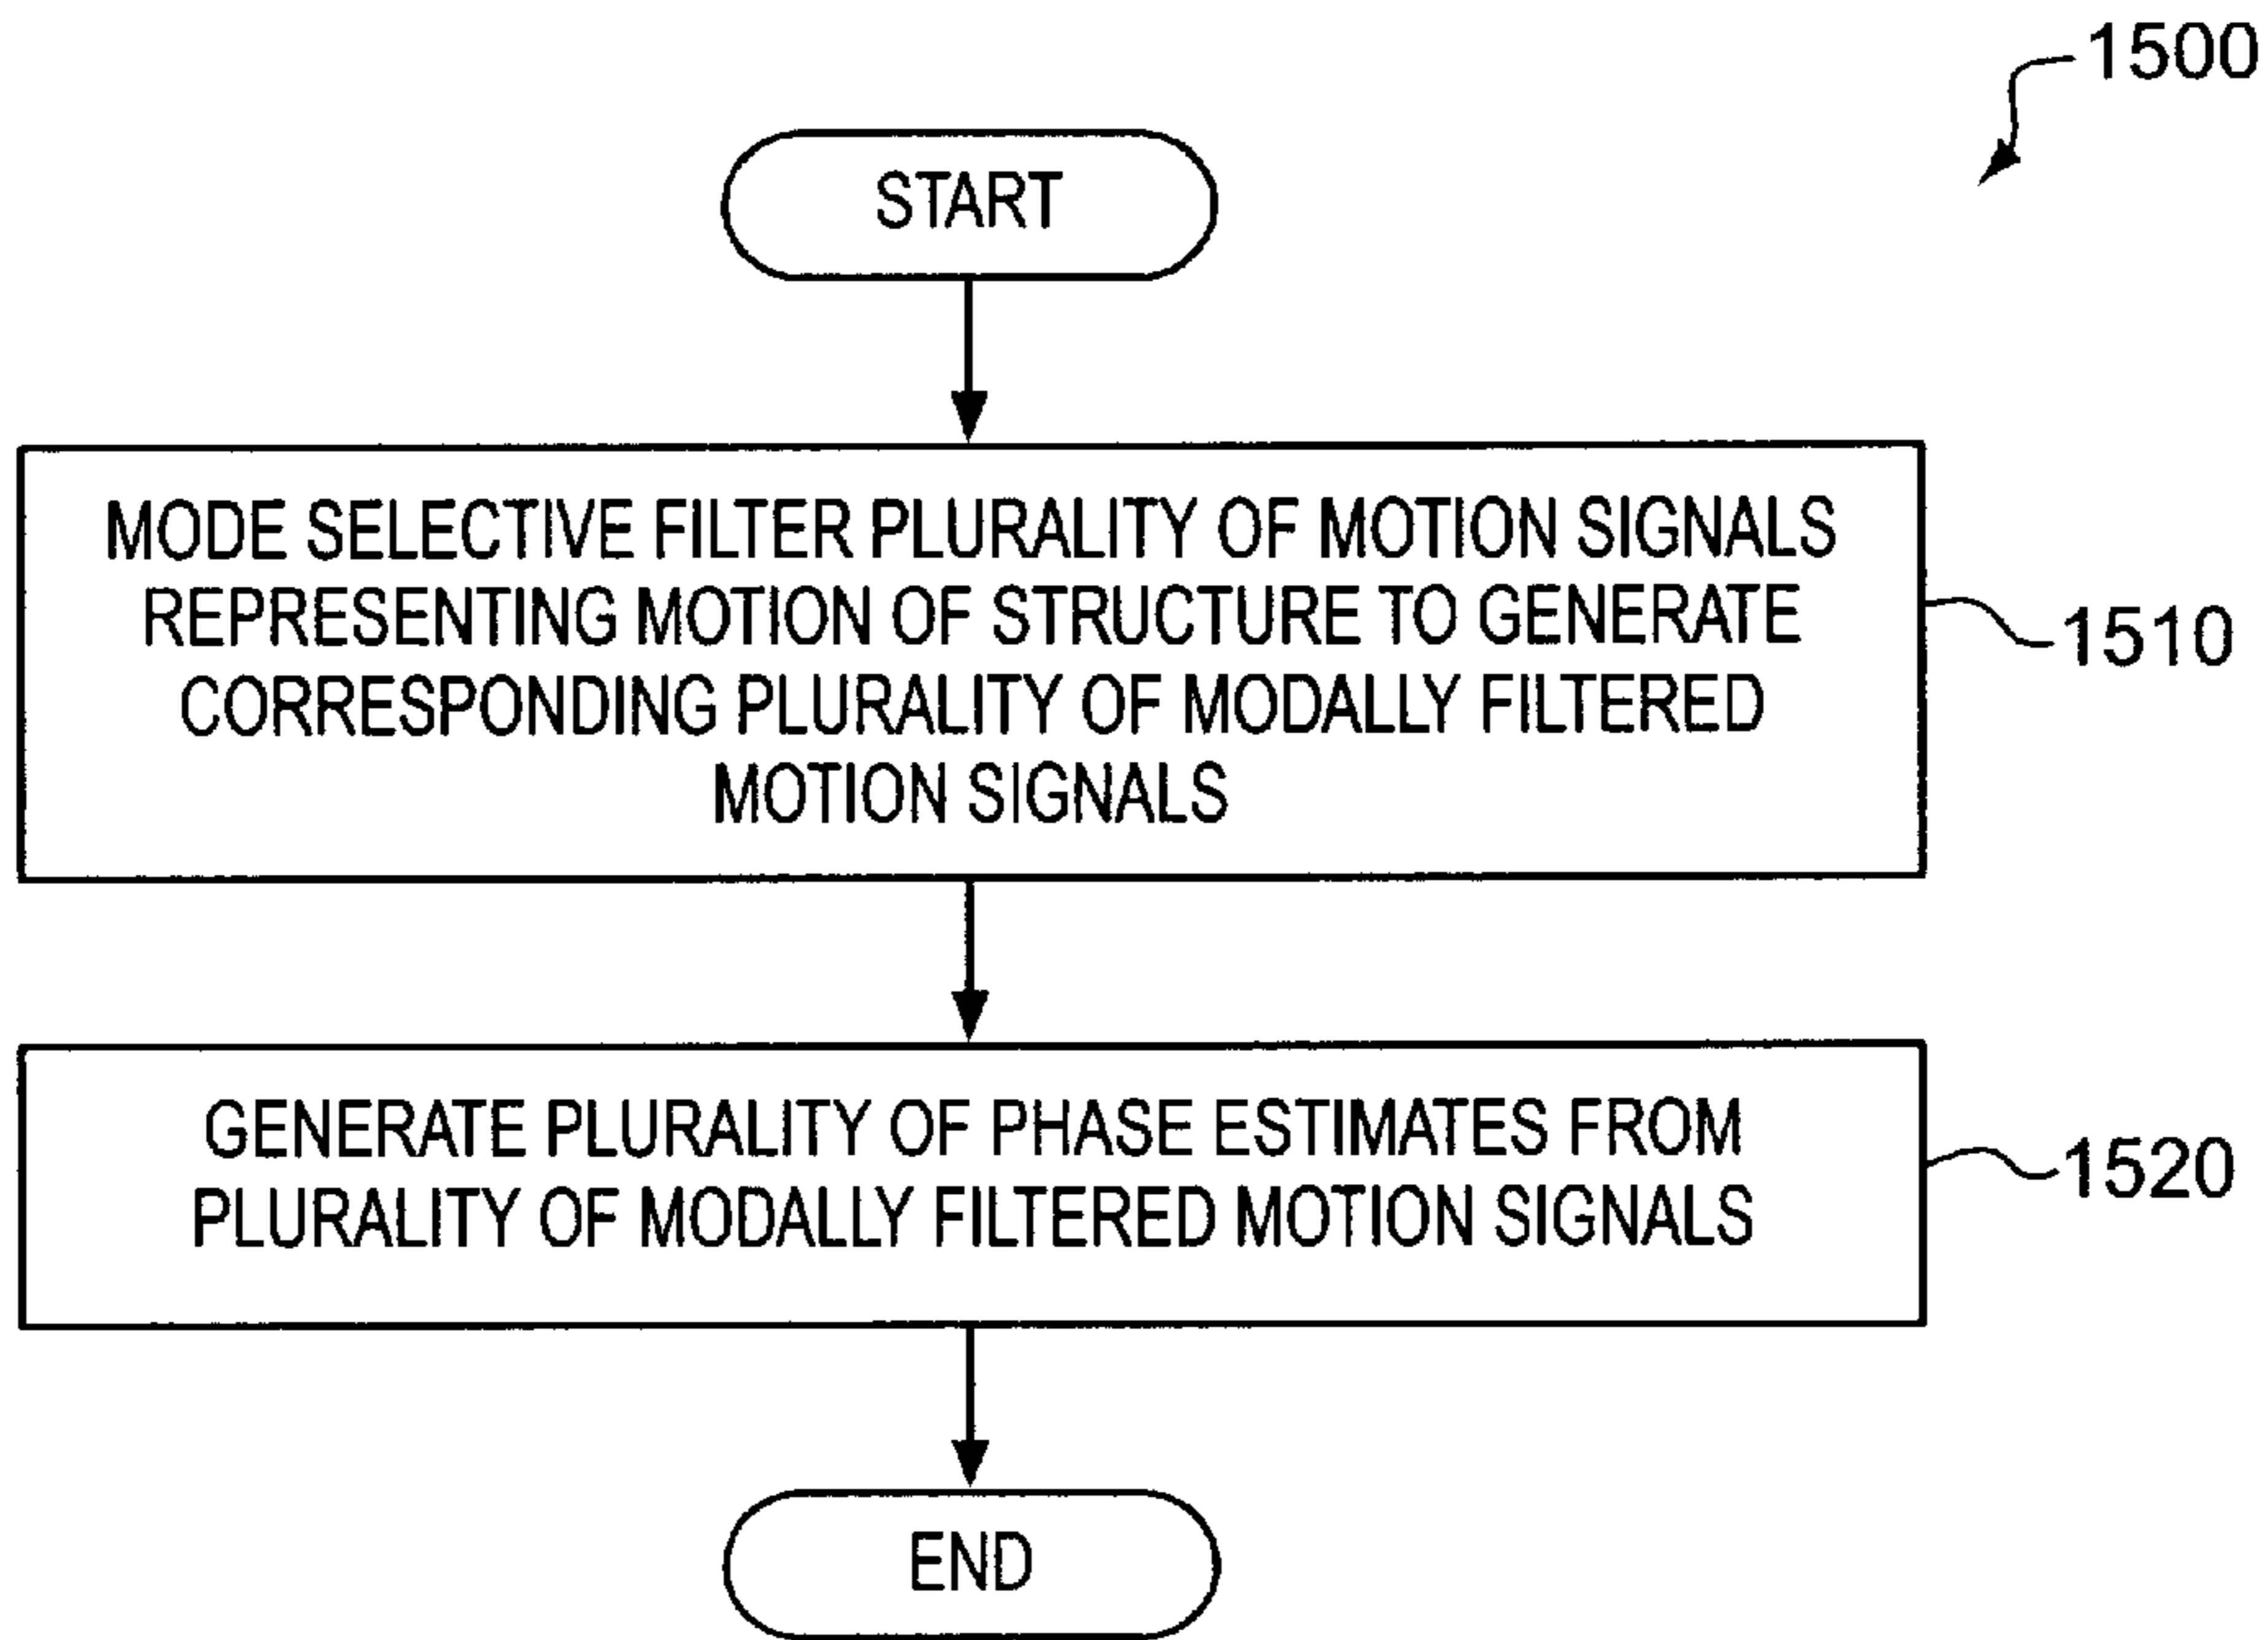 1500
START
MODE SELECTIVE FILTER PLURALITY OF MOTION SIGNALS
REPRESENTING MOTION OF STRUCTURE TO GENERATE
CORRESPONDING PLURALITY OF MODALLY FILTERED
MOTION SIGNALS
1510
GENERATE PLURALITY OF PHASE ESTIMATES FROM
PLURALITY OF MODALLY FILTERED MOTION SIGNALS
1520
END